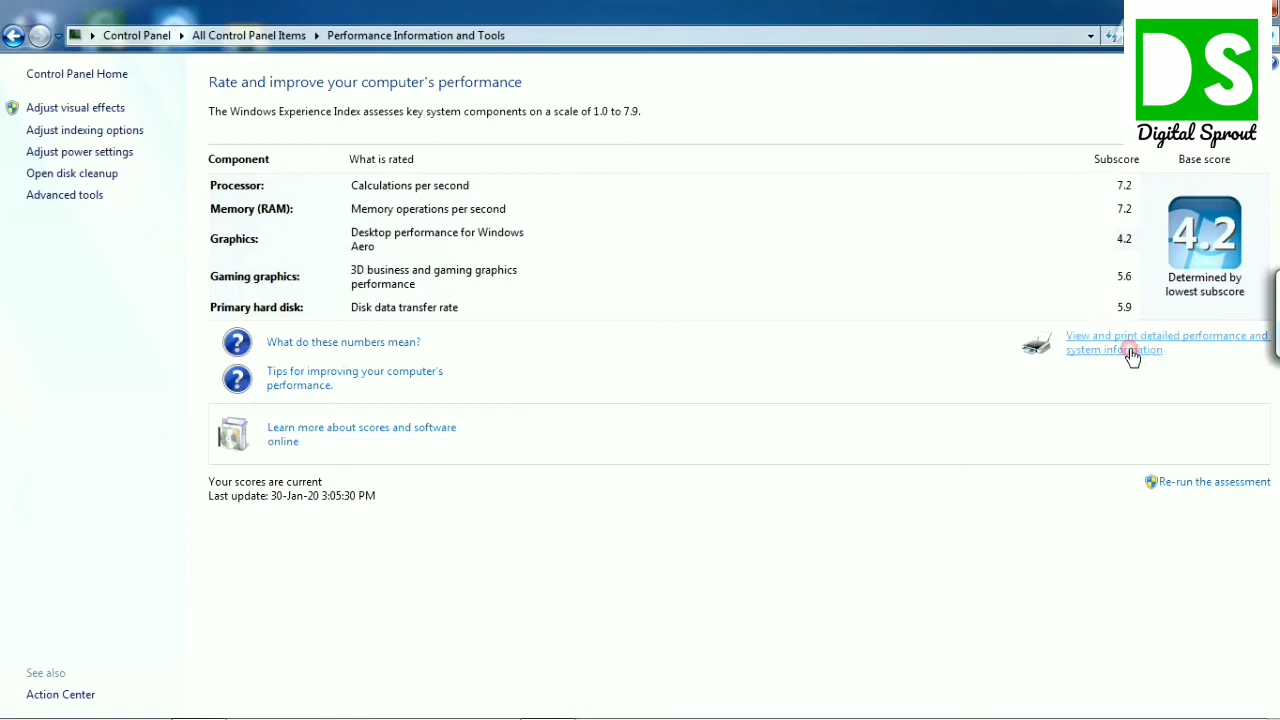 Control Panel
All Control Panel Items
Performance Information and Tools
DS
Digital Sprout
Control Panel Home
Adjust visual effects
Adjust indexing options
Adjust power settings
Open disk cleanup
Advanced tools
Rate and improve your computer's performance
The Windows Experience Index assesses key system components on a scale of 1.0 to 7.9.
Component What is rated Subscore Base score
Processor: Calculations per second 7.2
Memory (RAM): Memory operations per second 7.2
Graphics: Desktop performance for Windows
Aero 4.2
Gaming graphics: 3D business and gaming graphics
performance 5.6
Primary hard disk: Disk data transfer rate 5.9
4.2
Determined by
lowest subscore
What do these numbers mean?
View and print detailed performance and
system information
Tips for improving your computer's
performance.
Learn more about scores and software
online
Your scores are current
Last update: 30-Jan-20 3:05:30 PM
Re-run the assessment
See also
Action Center